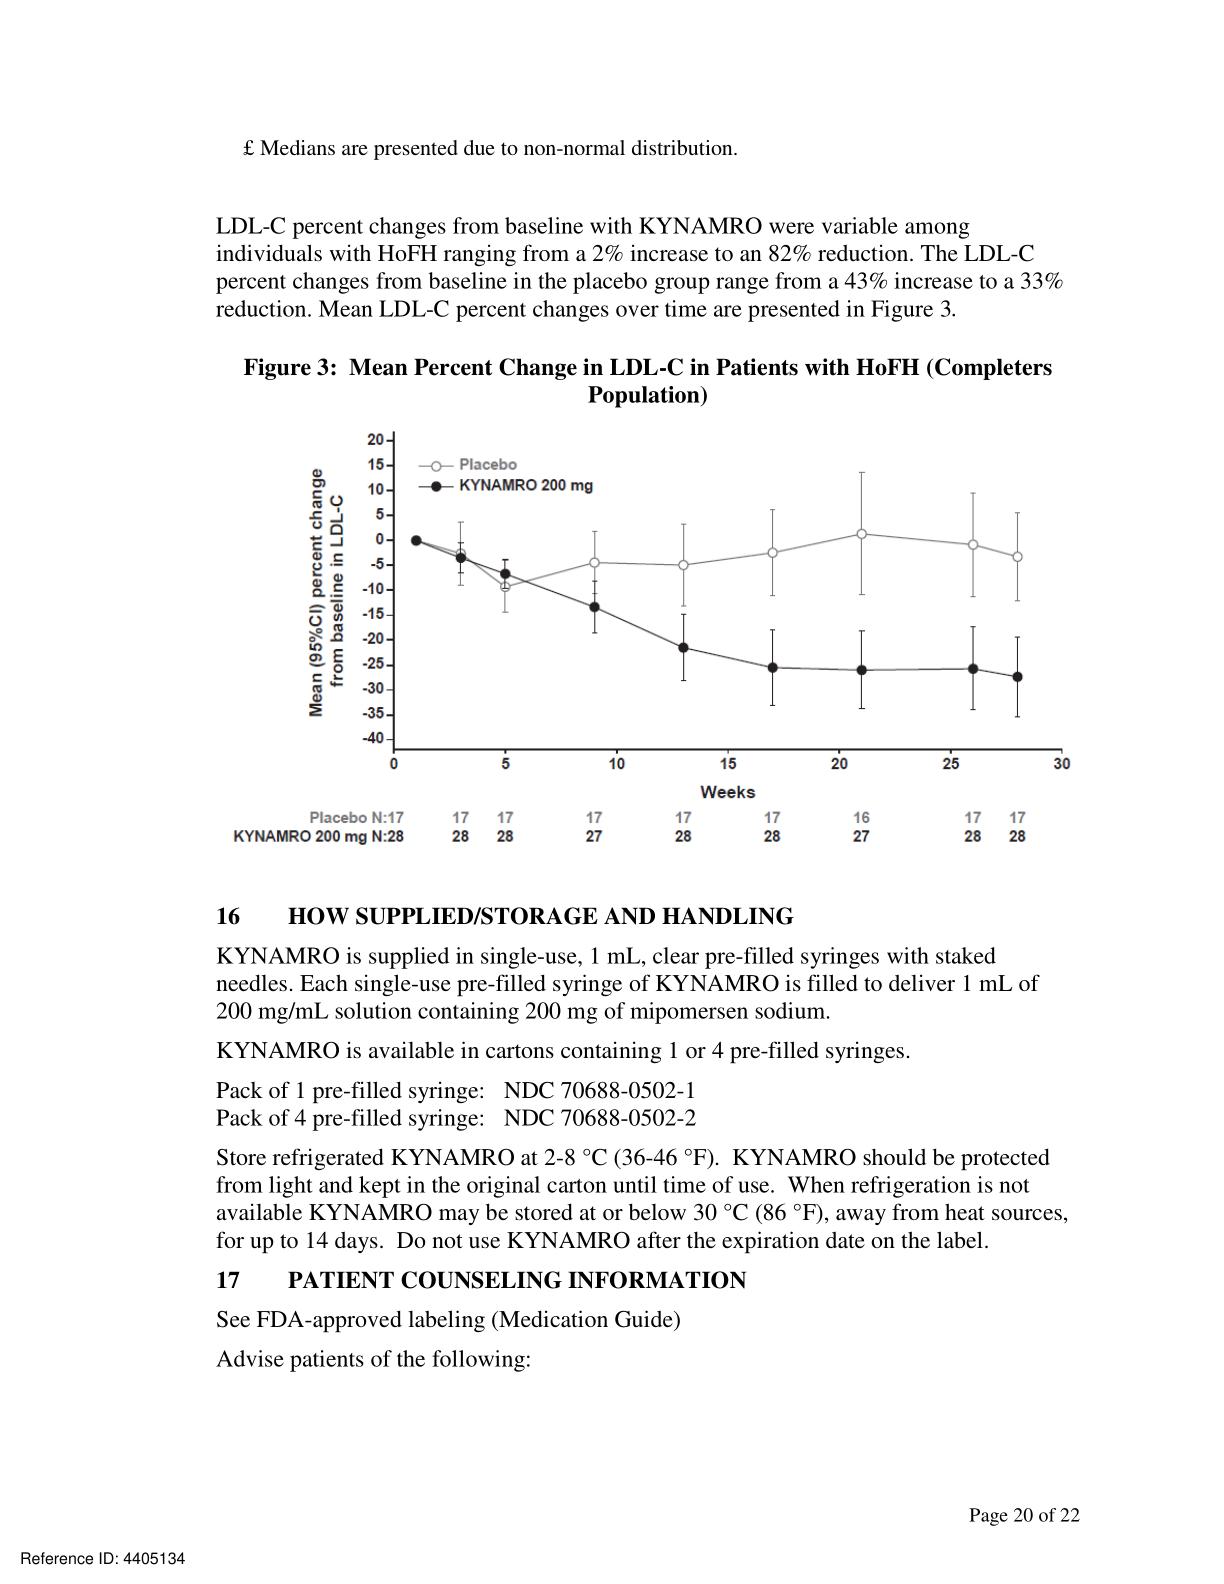 £ Medians are presented due to non-normal distribution.
LDL-C percent changes from baseline with KYNAMRO were variable among
individuals with HoFH ranging from a 2% increase to an 82% reduction. The LDL-C
percent changes from baseline in the placebo group range from a 43% increase to a 33%
reduction. Mean LDL-C percent changes over time are presented in Figure 3.
Figure 3: Mean Percent Change in LDL-C in Patients with HoFH (Completers
Population)
Mean (95%CI) percent change
from baseline in LDL-C
20
15
10
5
0
-5
-10
-15
-20
-25
-30
-35
-40
Placebo
KYNAMRO 200 mg
0 5 10 15 20 25 30
Weeks
Placebo N:17 17 17 17 17 17 16 17 17
KYNAMRO 200 mg N:28 28 28 27 28 28 27 28 28
16 HOW SUPPLIED/STORAGE AND HANDLING
KYNAMRO is supplied in single-use, 1 mL, clear pre-filled syringes with staked
needles. Each single-use pre-filled syringe of KYNAMRO is filled to deliver 1 mL of
200 mg/mL solution containing 200 mg of mipomersen sodium.
KYNAMRO is available in cartons containing 1 or 4 pre-filled syringes.
Pack of 1 pre-filled syringe: NDC 70688-0502-1
Pack of 4 pre-filled syringe: NDC 70688-0502-2
Store refrigerated KYNAMRO at 2-8 °C (36-46 °F). KYNAMRO should be protected
from light and kept in the original carton until time of use. When refrigeration is not
available KYNAMRO may be stored at or below 30 °C (86 °F), away from heat sources,
for up to 14 days. Do not use KYNAMRO after the expiration date on the label.
17 PATIENT COUNSELING INFORMATION
See FDA-approved labeling (Medication Guide)
Advise patients of the following:
Page 20 of 22
Reference ID: 4405134